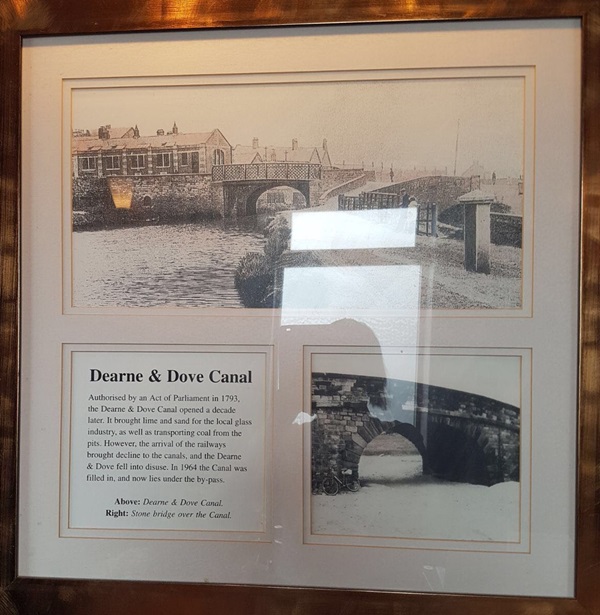 Dearne & Dove Canal
Authorised by an Act of Parliament in 1793,
the Dearne & Dove Canal opened a decade
later. It brought lime and sand for the local glass
industry, as well as transporting coal from the
pits. However, the arrival of the railways
brought decline to the canals, and the Dearne
& Dove fell into disuse. In 1964 the Canal was
filled in, and now lies under the by-pass.
Above: Dearne & Dove Canal.
Right: Stone bridge over the Canal.